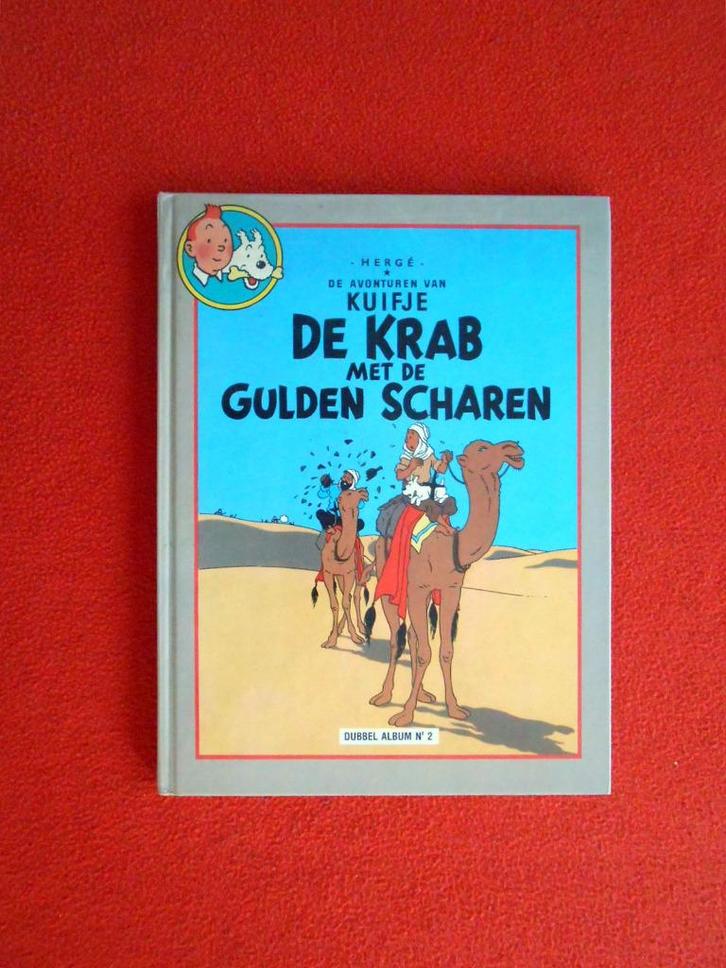 - HERGÉ -
DE AVONTUREN VAN
KUIFJE
DE KRAB
MET DE
GULDEN SCHAREN
DUBBEL ALBUM N' 2